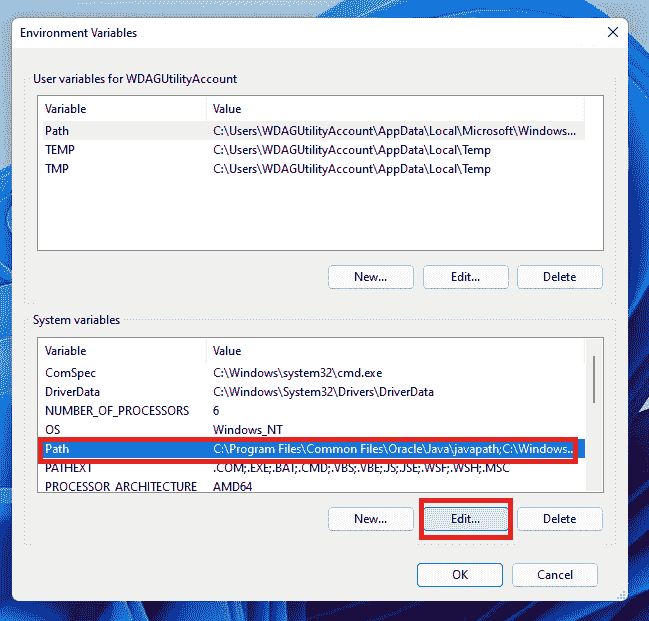 Environment Variables
User variables for WDAGUtilityAccount
Variable Value
Path C:\Users\WDAGUtilityAccount\AppData\Local\Microsoft\Windows...
TEMP C:\Users\WDAGUtilityAccount\AppData\Local\Temp
TMP C:\Users\WDAGUtilityAccount\AppData\Local\Temp
New... Edit... Delete
System variables
Variable Value
ComSpec C:\Windows\system32\cmd.exe
DriverData C:\Windows\System32\Drivers\DriverData
NUMBER_OF_PROCESSORS 6
OS Windows_NT
Path C:\Program Files\Common Files\Oracle\Java\javapath;C:\Windows...
PATHEXT .COM;.EXE;.BAT;.CMD;.VBS;.VBE;.JS;.JSE;.WSF;.WSH;.MSC
PROCESSOR_ARCHITECTURE AMD64
New... Edit... Delete
OK Cancel